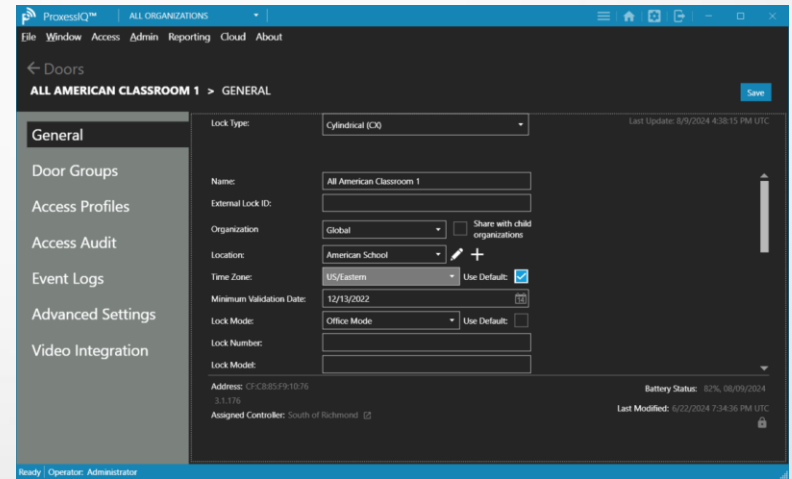 ProxessIQ™ ALL ORGANIZATIONS
File Window Access Admin Reporting Cloud About
Doors
ALL AMERICAN CLASSROOM 1 > GENERAL
Save
General
Door Groups
Access Profiles
Access Audit
Event Logs
Advanced Settings
Video Integration
Lock Type: Cylindrical (CX)
Last Update: 8/9/2024 4:38:15 PM UTC
Name: All American Classroom 1
External Lock ID:
Organization Global Share with child
organizations
Location: American School
Time Zone: US/Eastern Use Default:
Minimum Validation Date: 12/13/2022
Lock Mode: Office Mode Use Default:
Lock Number:
Lock Model:
Address: CF:C8:85:F9:10:76
3.1.176
Assigned Controller: South of Richmond
Battery Status: 82%, 08/09/2024
Last Modified: 6/22/2024 7:34:36 PM UTC
Ready Operator: Administrator